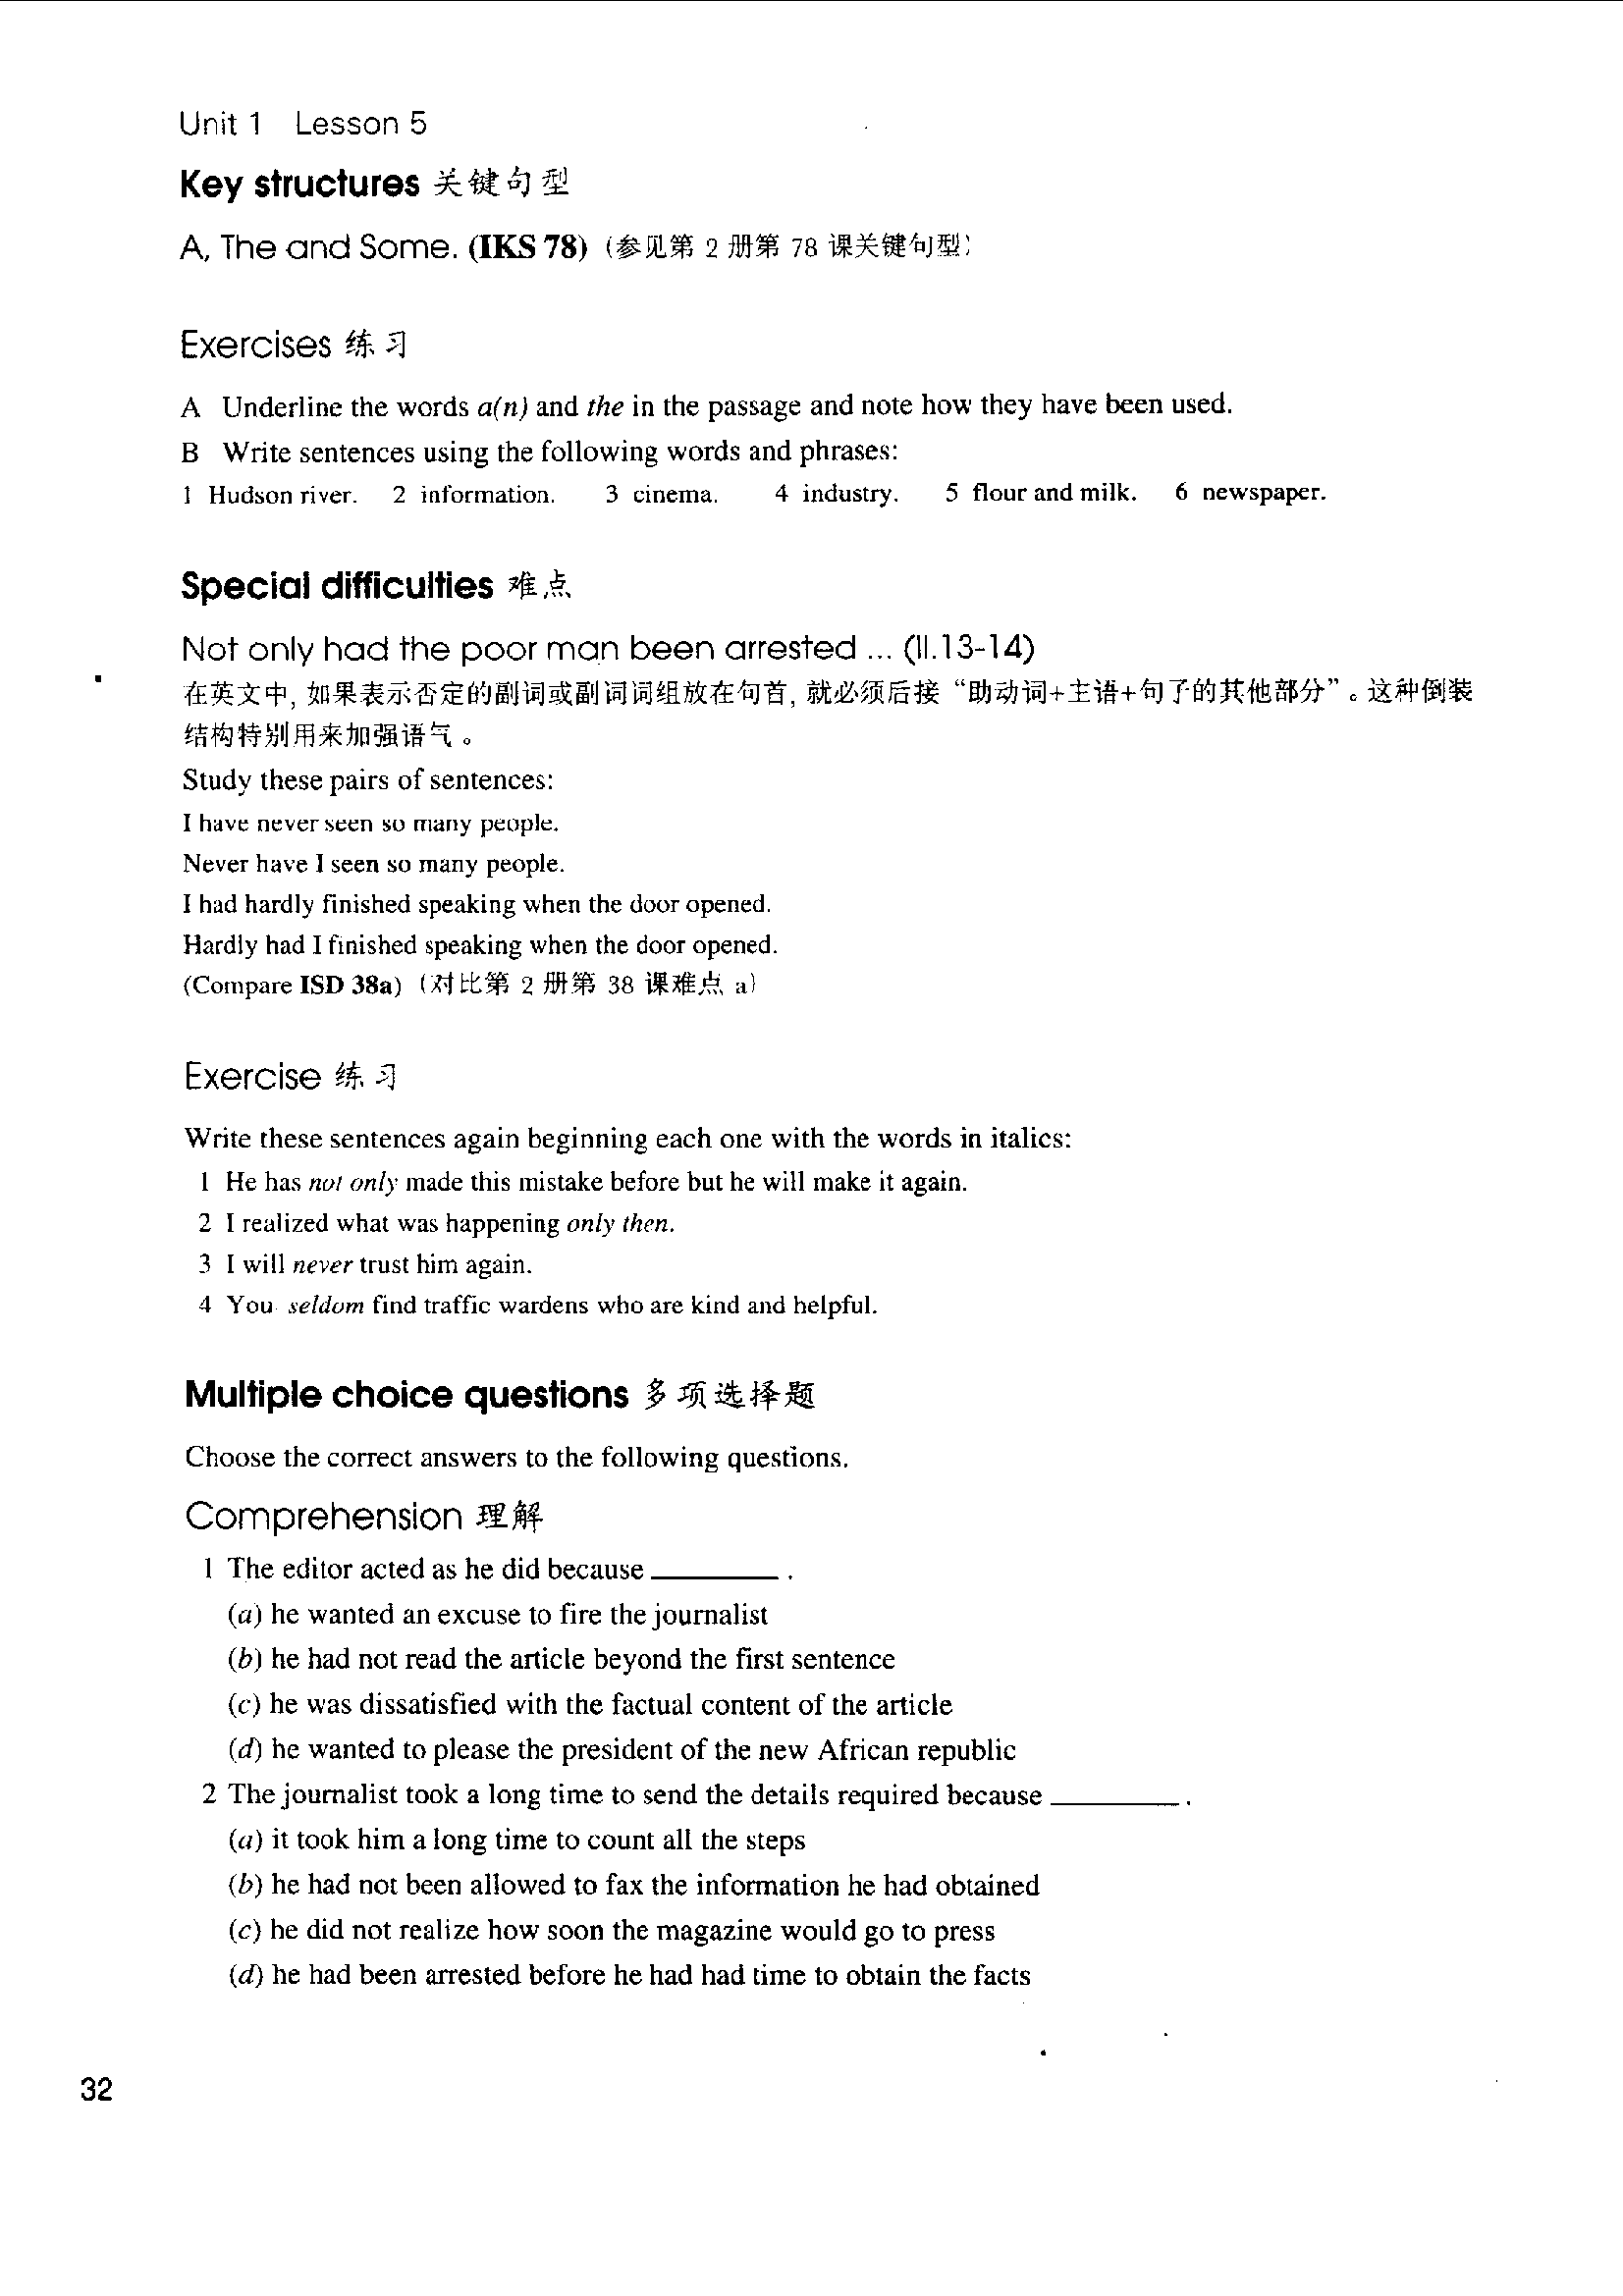 Unit 1 Lesson 5
Key structures 关键句型
A, The and Some. (IKS 78) (参见第 2 册第 78 课关键句型)
Exercises 练习
A Underline the words a(n) and the in the passage and note how they have been used.
B Write sentences using the following words and phrases:
1 Hudson river. 2 information. 3 cinema. 4 industry. 5 flour and milk. 6 newspaper.
Special difficulties 难点
Not only had the poor man been arrested ... (ll.13-14)
在英文中, 如果表示否定的副词或副词词组放在句首, 就必须后接 “助动词+主语+句子的其他部分”。这种倒装
结构特别用来加强语气。
Study these pairs of sentences:
I have never seen so many people.
Never have I seen so many people.
I had hardly finished speaking when the door opened.
Hardly had I finished speaking when the door opened.
(Compare ISD 38a) (对比第 2 册第 38 课难点 a)
Exercise 练习
Write these sentences again beginning each one with the words in italics:
1 He has not only made this mistake before but he will make it again.
2 I realized what was happening only then.
3 I will never trust him again.
4 You seldom find traffic wardens who are kind and helpful.
Multiple choice questions 多项选择题
Choose the correct answers to the following questions.
Comprehension 理解
1 The editor acted as he did because ________ .
(a) he wanted an excuse to fire the journalist
(b) he had not read the article beyond the first sentence
(c) he was dissatisfied with the factual content of the article
(d) he wanted to please the president of the new African republic
2 The journalist took a long time to send the details required because ________ .
(a) it took him a long time to count all the steps
(b) he had not been allowed to fax the information he had obtained
(c) he did not realize how soon the magazine would go to press
(d) he had been arrested before he had had time to obtain the facts
32